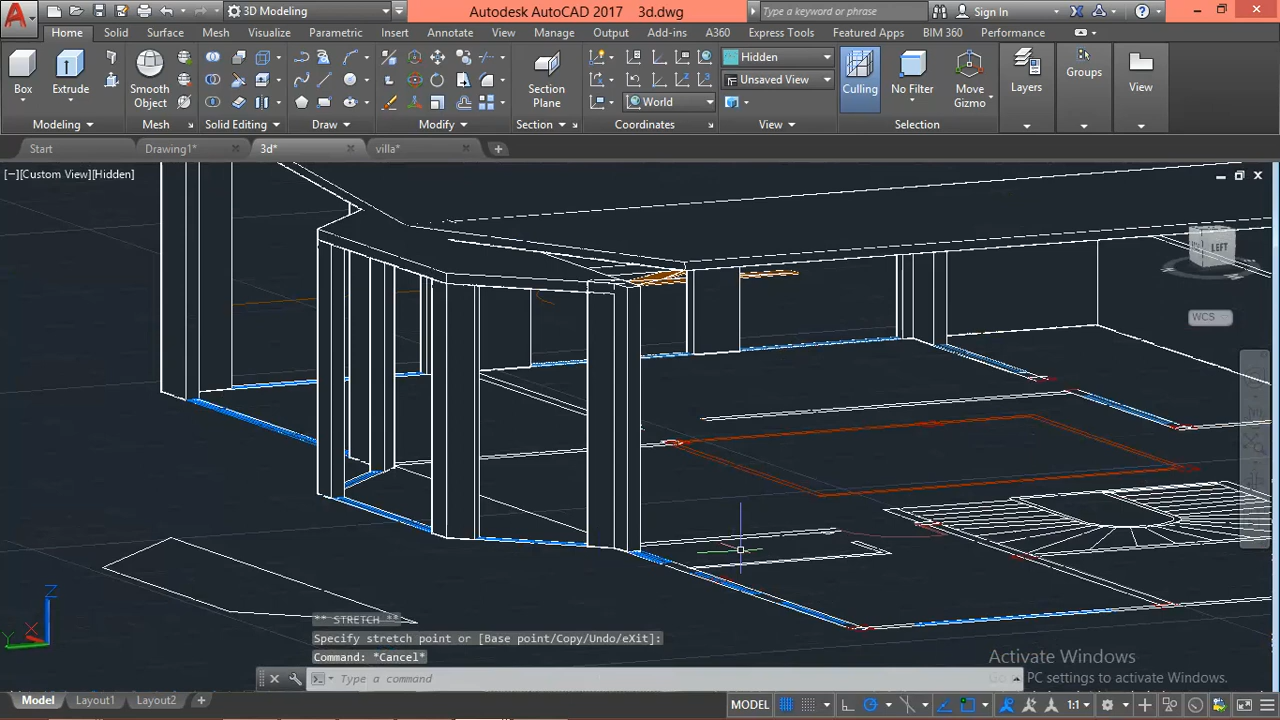 3D Modeling
Autodesk AutoCAD 2017 3d.dwg
Type a keyword or phrase
Sign In
Home Solid Surface Mesh Visualize Parametric Insert Annotate View Manage Output Add-ins A360 Express Tools Featured Apps BIM 360 Performance
Hidden
Unsaved View
World
Box
Extrude
Smooth Object
Section Plane
Culling
No Filter
Move Gizmo
Layers
Groups
View
Modeling
Mesh
Solid Editing
Draw
Modify
Section
Coordinates
View
Selection
Start
Drawing1*
3d*
villa*
[−][Custom View][Hidden]
LEFT
WCS
Z
Y
X
** STRETCH **
Specify stretch point or [Base point/Copy/Undo/eXit]:
Command: *Cancel*
Type a command
Activate Windows
PC settings to activate Windows.
Model
Layout1
Layout2
MODEL
1:1